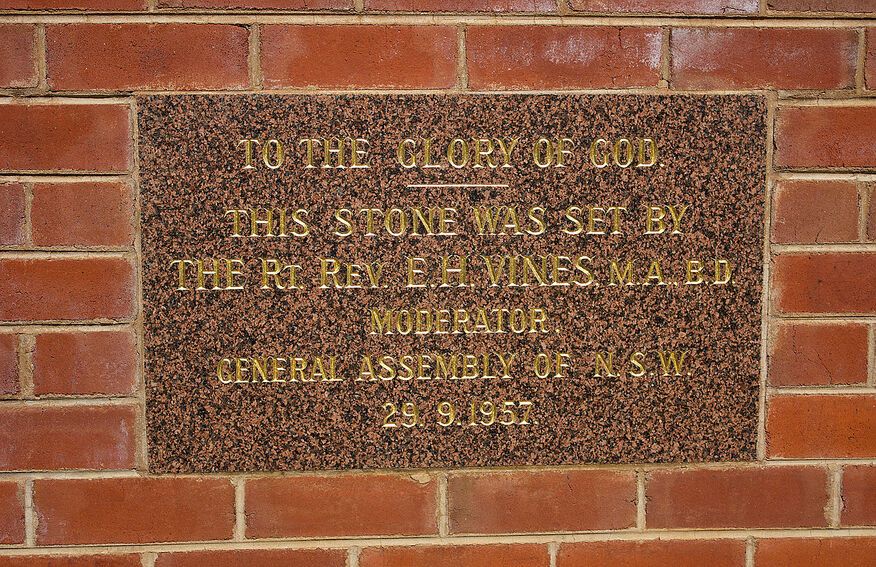 TO THE GLORY OF GOD.
THIS STONE WAS SET BY
THE RT. REV. E.H. VINES M.A., B.D.
MODERATOR.
GENERAL ASSEMBLY OF N.S.W.
29.9.1957.